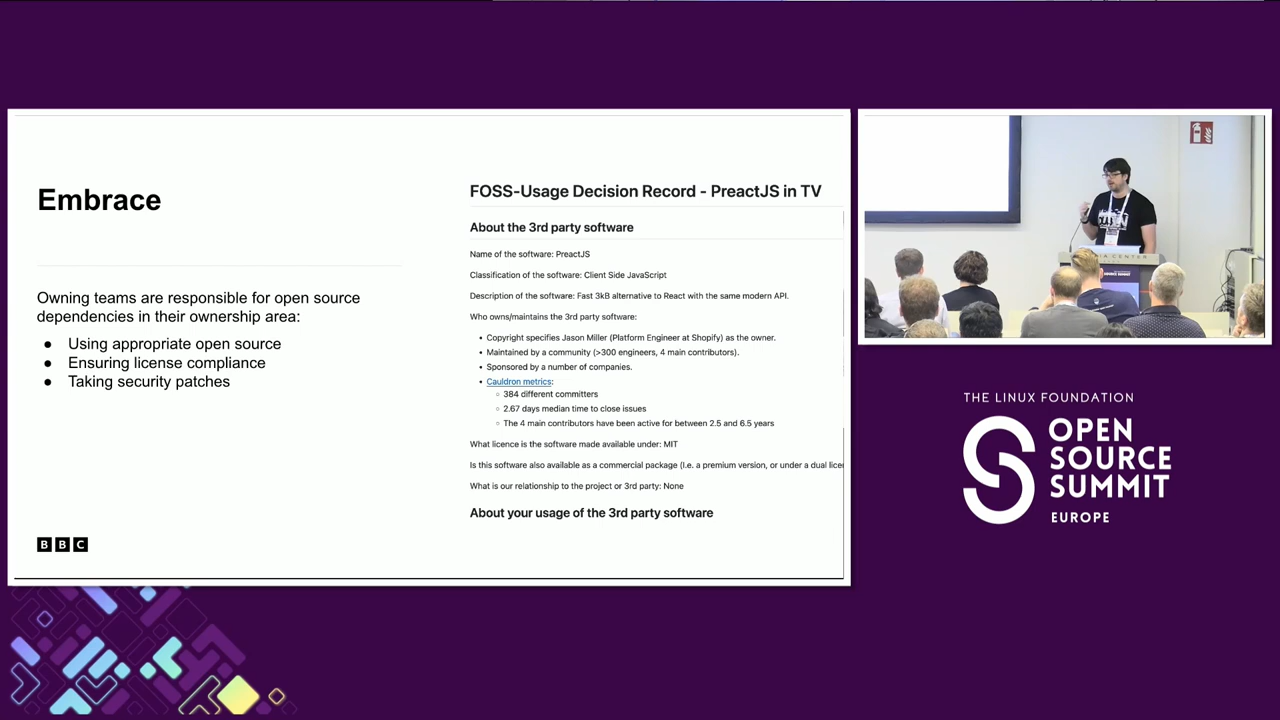 Embrace
Owning teams are responsible for open source
dependencies in their ownership area:
● Using appropriate open source
● Ensuring license compliance
● Taking security patches
BBC
FOSS-Usage Decision Record - PreactJS in TV
About the 3rd party software
Name of the software: PreactJS
Classification of the software: Client Side JavaScript
Description of the software: Fast 3kB alternative to React with the same modern API.
Who owns/maintains the 3rd party software:
• Copyright specifies Jason Miller (Platform Engineer at Shopify) as the owner.
• Maintained by a community (>300 engineers, 4 main contributors).
• Sponsored by a number of companies.
• Cauldron metrics:
○ 384 different committers
○ 2.67 days median time to close issues
○ The 4 main contributors have been active for between 2.5 and 6.5 years
What licence is the software made available under: MIT
Is this software also available as a commercial package (I.e. a premium version, or under a dual lice
What is our relationship to the project or 3rd party: None
About your usage of the 3rd party software
THE LINUX FOUNDATION
OPEN
SOURCE
SUMMIT
EUROPE